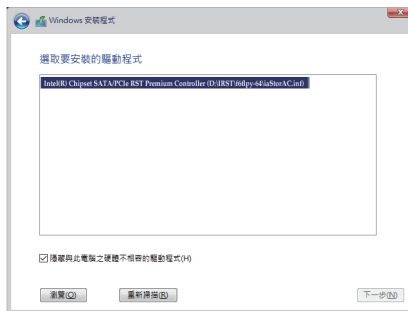 Windows 安裝程式
選取要安裝的驅動程式
Intel(R) Chipset SATA/PCIe RST Premium Controller (D:\IRST\f6flpy-64\iaStorAC.inf)
隱藏與此電腦之硬體不相容的驅動程式(H)
瀏覽(O) 重新掃描(R) 下一步(N)